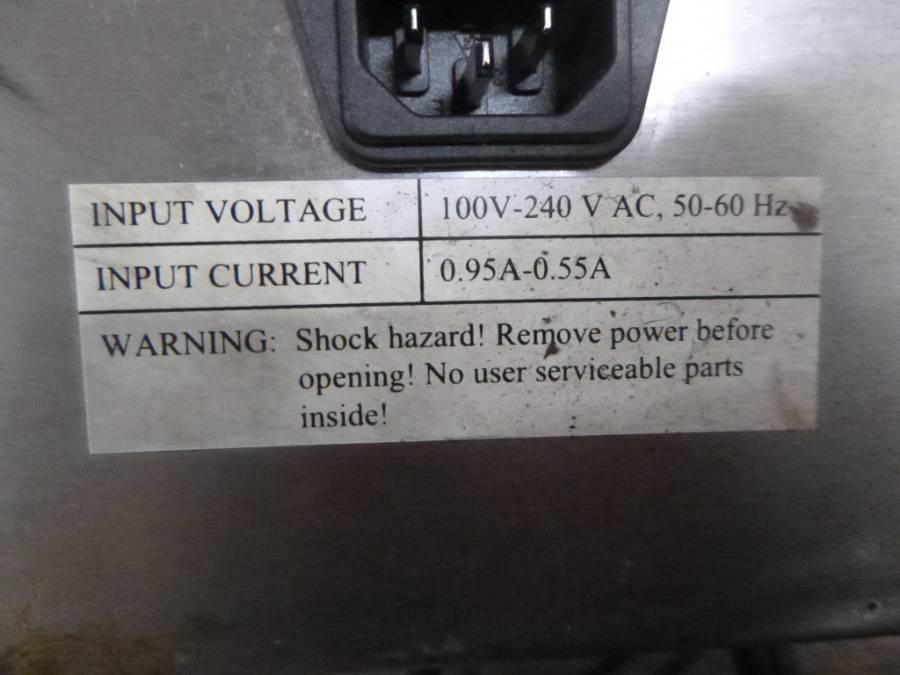 INPUT VOLTAGE 100V-240 V AC, 50-60 Hz
INPUT CURRENT 0.95A-0.55A
WARNING: Shock hazard! Remove power before
opening! No user serviceable parts
inside!